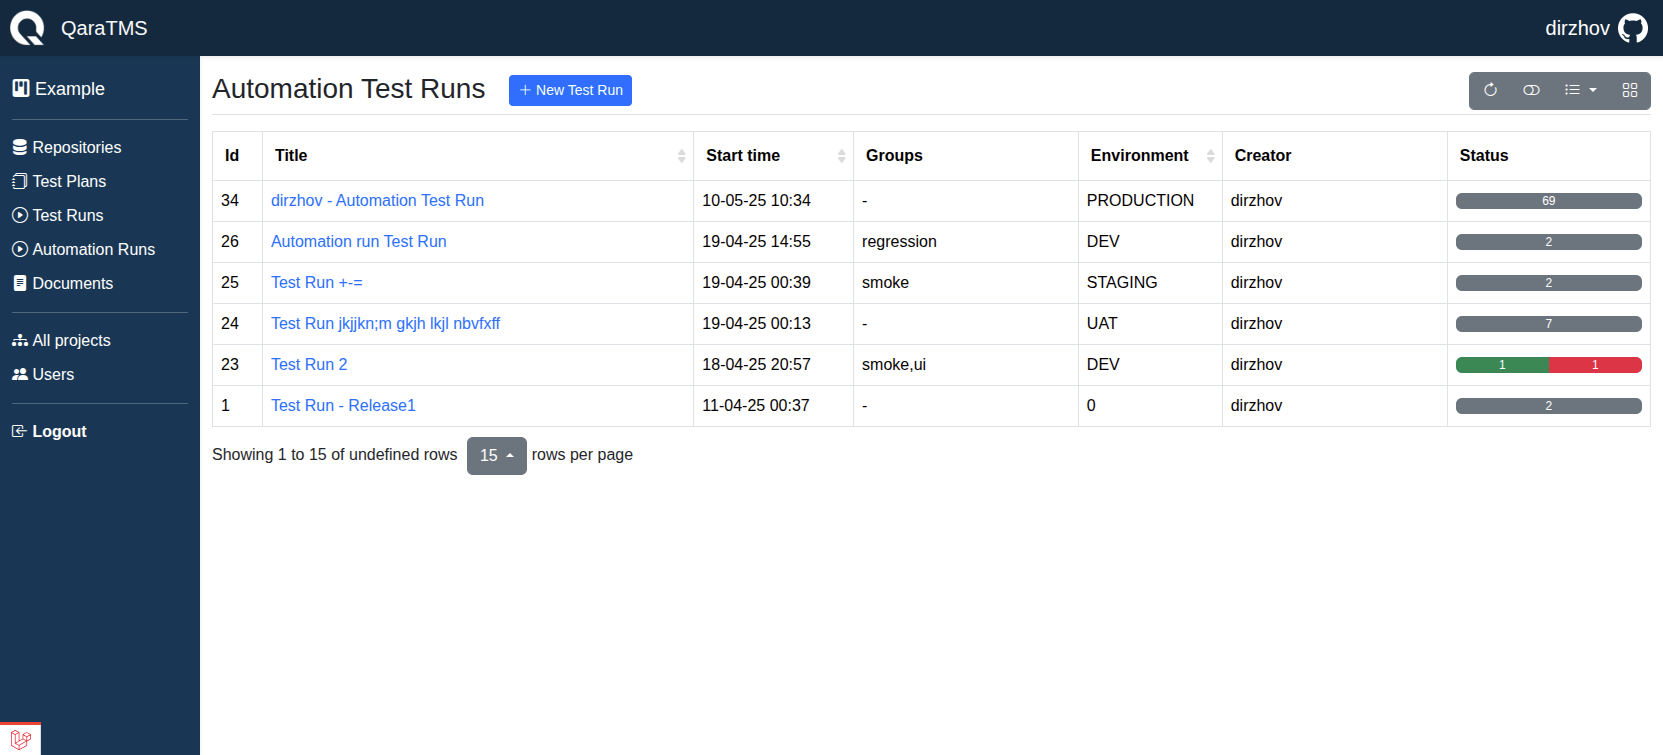 QaraTMS
dirzhov
Example
Repositories
Test Plans
Test Runs
Automation Runs
Documents
All projects
Users
Logout
Automation Test Runs
New Test Run
Id Title Start time Groups Environment Creator Status
34 dirzhov - Automation Test Run 10-05-25 10:34 - PRODUCTION dirzhov 69
26 Automation run Test Run 19-04-25 14:55 regression DEV dirzhov 2
25 Test Run +-= 19-04-25 00:39 smoke STAGING dirzhov 2
24 Test Run jkjjkn;m gkjh lkjl nbvfxff 19-04-25 00:13 - UAT dirzhov 7
23 Test Run 2 18-04-25 20:57 smoke,ui DEV dirzhov 1 1
1 Test Run - Release1 11-04-25 00:37 - 0 dirzhov 2
Showing 1 to 15 of undefined rows 15 rows per page